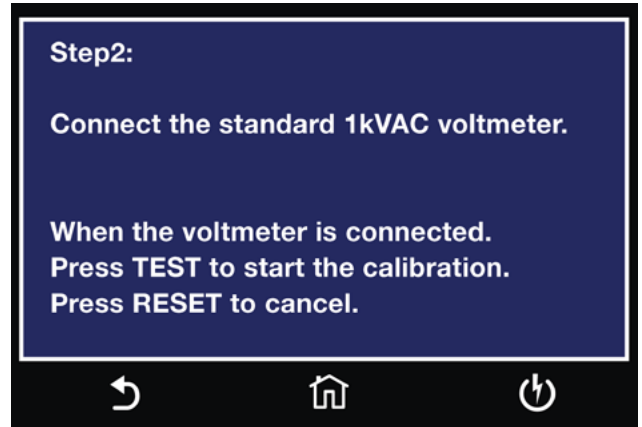 Step2:
Connect the standard 1kVAC voltmeter.
When the voltmeter is connected.
Press TEST to start the calibration.
Press RESET to cancel.